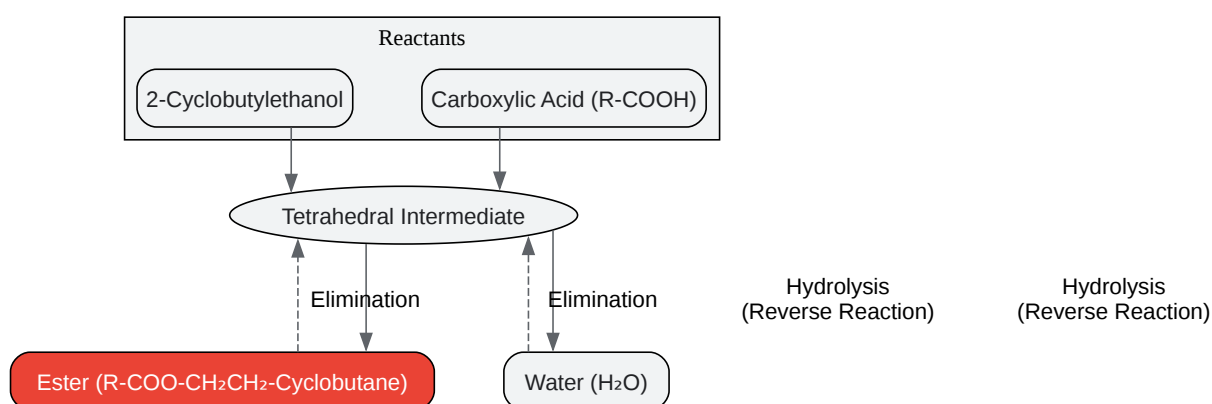 Reactants
2-Cyclobutylethanol
Carboxylic Acid (R-COOH)
Tetrahedral Intermediate
Elimination
Elimination
Hydrolysis
(Reverse Reaction)
Hydrolysis
(Reverse Reaction)
Ester (R-COO-CH₂CH₂-Cyclobutane)
Water (H₂O)